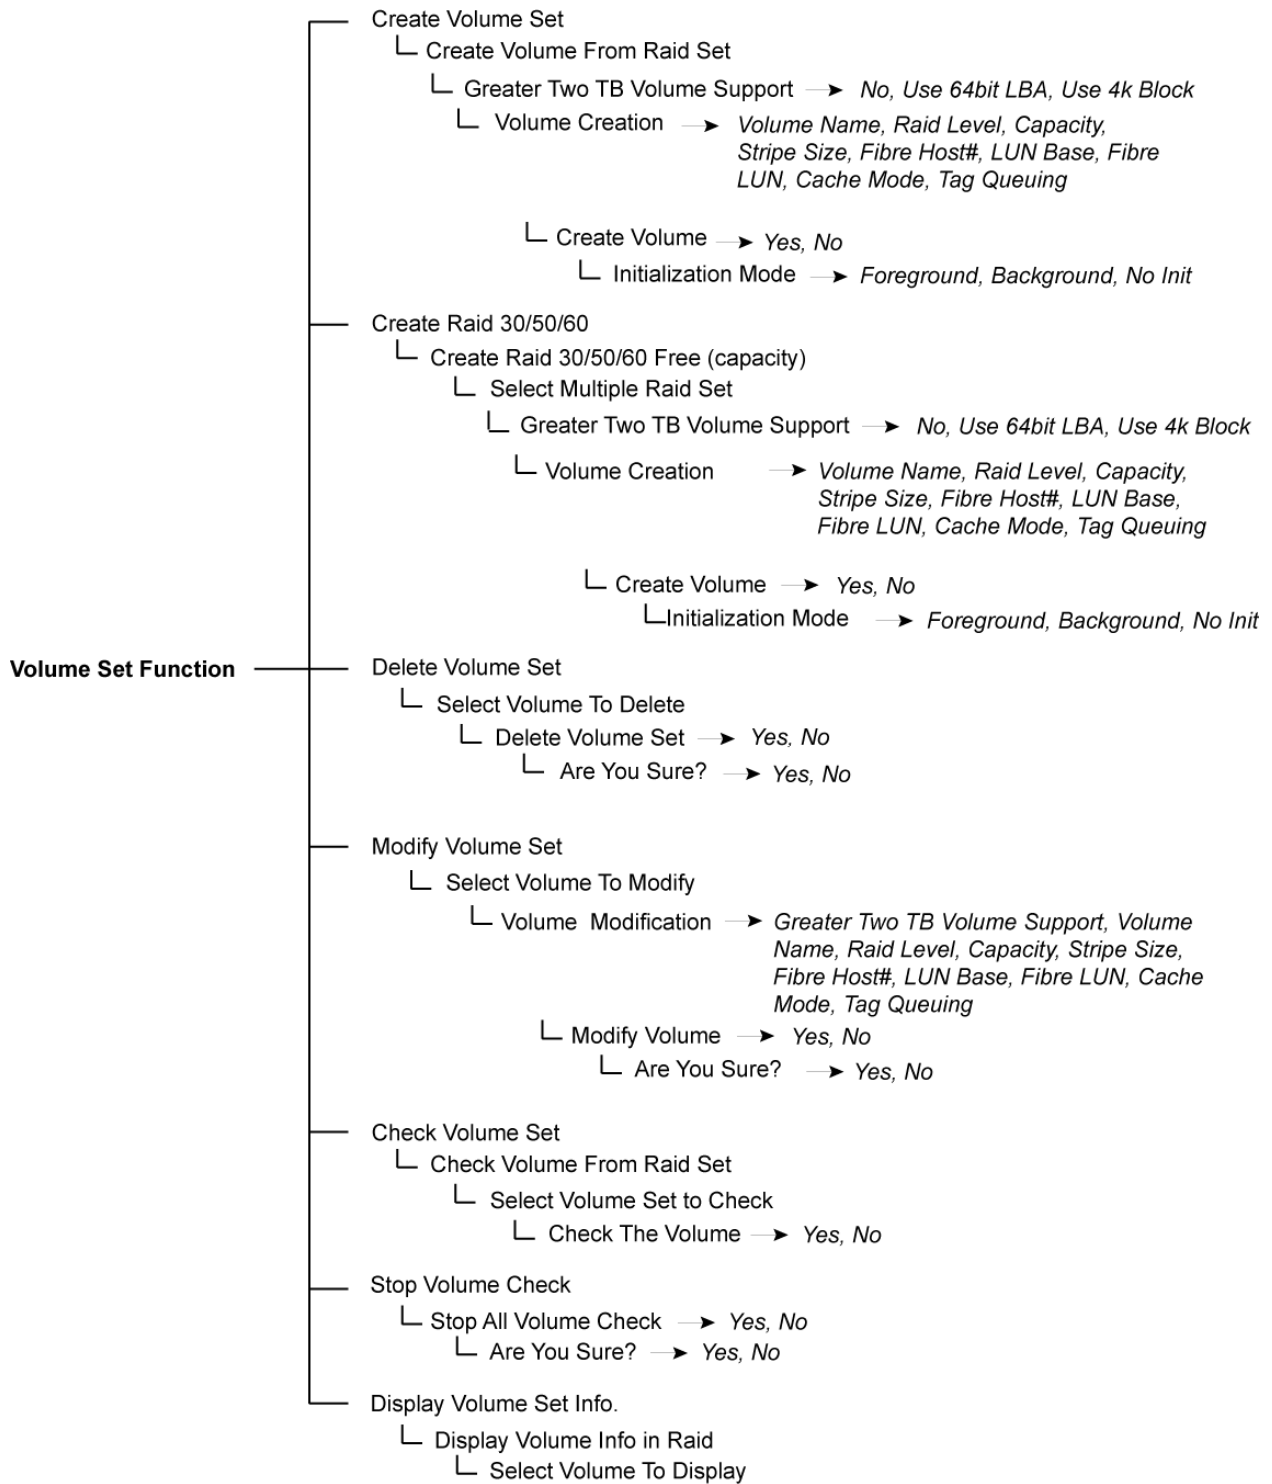 Create Volume Set
Create Volume From Raid Set
Greater Two TB Volume Support No, Use 64bit LBA, Use 4k Block
Volume Creation Volume Name, Raid Level, Capacity,
Stripe Size, Fibre Host#, LUN Base, Fibre
LUN, Cache Mode, Tag Queuing
Create Volume Yes, No
Initialization Mode Foreground, Background, No Init
Create Raid 30/50/60
Create Raid 30/50/60 Free (capacity)
Select Multiple Raid Set
Greater Two TB Volume Support No, Use 64bit LBA, Use 4k Block
Volume Creation Volume Name, Raid Level, Capacity,
Stripe Size, Fibre Host#, LUN Base,
Fibre LUN, Cache Mode, Tag Queuing
Create Volume Yes, No
Initialization Mode Foreground, Background, No Init
Volume Set Function Delete Volume Set
Select Volume To Delete
Delete Volume Set Yes, No
Are You Sure? Yes, No
Modify Volume Set
Select Volume To Modify
Volume Modification Greater Two TB Volume Support, Volume
Name, Raid Level, Capacity, Stripe Size,
Fibre Host#, LUN Base, Fibre LUN, Cache
Mode, Tag Queuing
Modify Volume Yes, No
Are You Sure? Yes, No
Check Volume Set
Check Volume From Raid Set
Select Volume Set to Check
Check The Volume Yes, No
Stop Volume Check
Stop All Volume Check Yes, No
Are You Sure? Yes, No
Display Volume Set Info.
Display Volume Info in Raid
Select Volume To Display